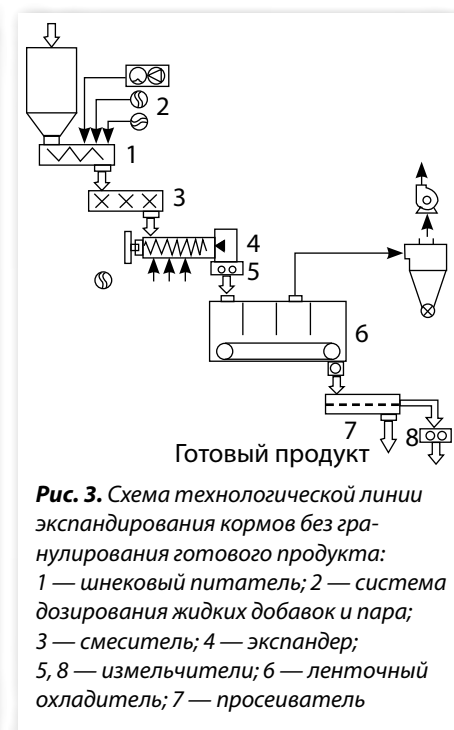 2
1
3
4
5
6
7
8
Готовый продукт
Рис. 3. Схема технологической линии
экспандирования кормов без гра-
нулирования готового продукта:
1 — шнековый питатель; 2 — система
дозирования жидких добавок и пара;
3 — смеситель; 4 — экспандер;
5, 8 — измельчители; 6 — ленточный
охладитель; 7 — просеиватель